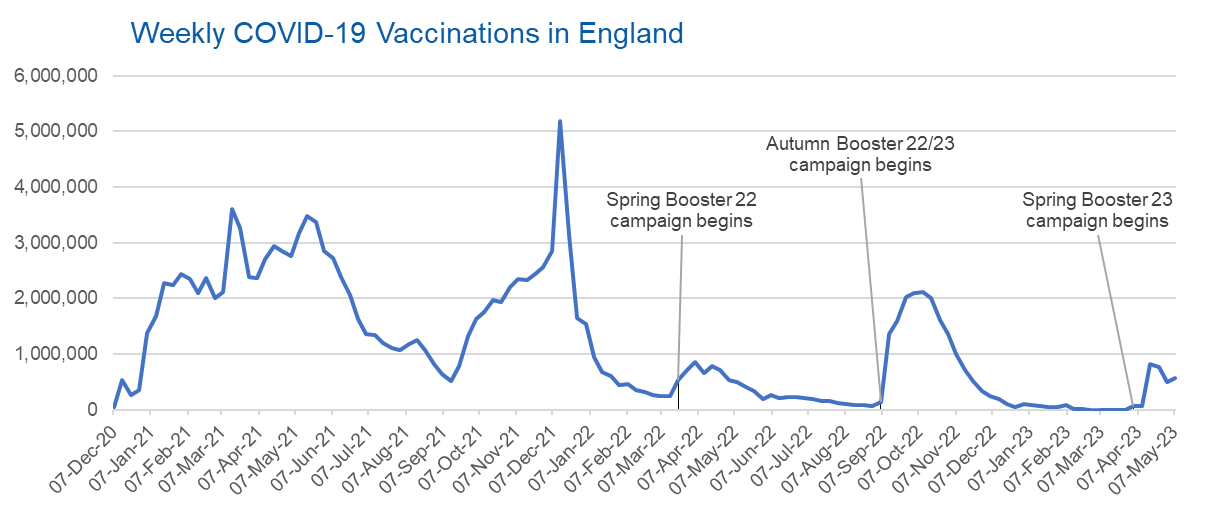 Weekly COVID-19 Vaccinations in England
6,000,000
5,000,000
4,000,000
3,000,000
2,000,000
1,000,000
0
Autumn Booster 22/23
campaign begins
Spring Booster 22
campaign begins
Spring Booster 23
campaign begins
07-Dec-20
07-Jan-21
07-Feb-21
07-Mar-21
07-Apr-21
07-May-21
07-Jun-21
07-Jul-21
07-Aug-21
07-Sep-21
07-Oct-21
07-Nov-21
07-Dec-21
07-Jan-22
07-Feb-22
07-Mar-22
07-Apr-22
07-May-22
07-Jun-22
07-Jul-22
07-Aug-22
07-Sep-22
07-Oct-22
07-Nov-22
07-Dec-22
07-Jan-23
07-Feb-23
07-Mar-23
07-Apr-23
07-May-23